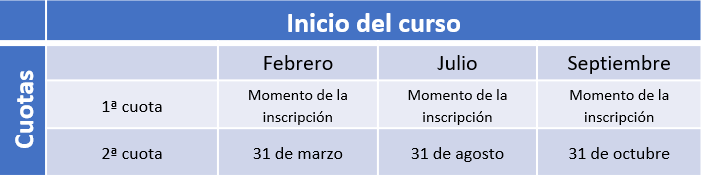 Inicio del curso
Cuotas
Febrero Julio Septiembre
1ª cuota Momento de la inscripción Momento de la inscripción Momento de la inscripción
2ª cuota 31 de marzo 31 de agosto 31 de octubre